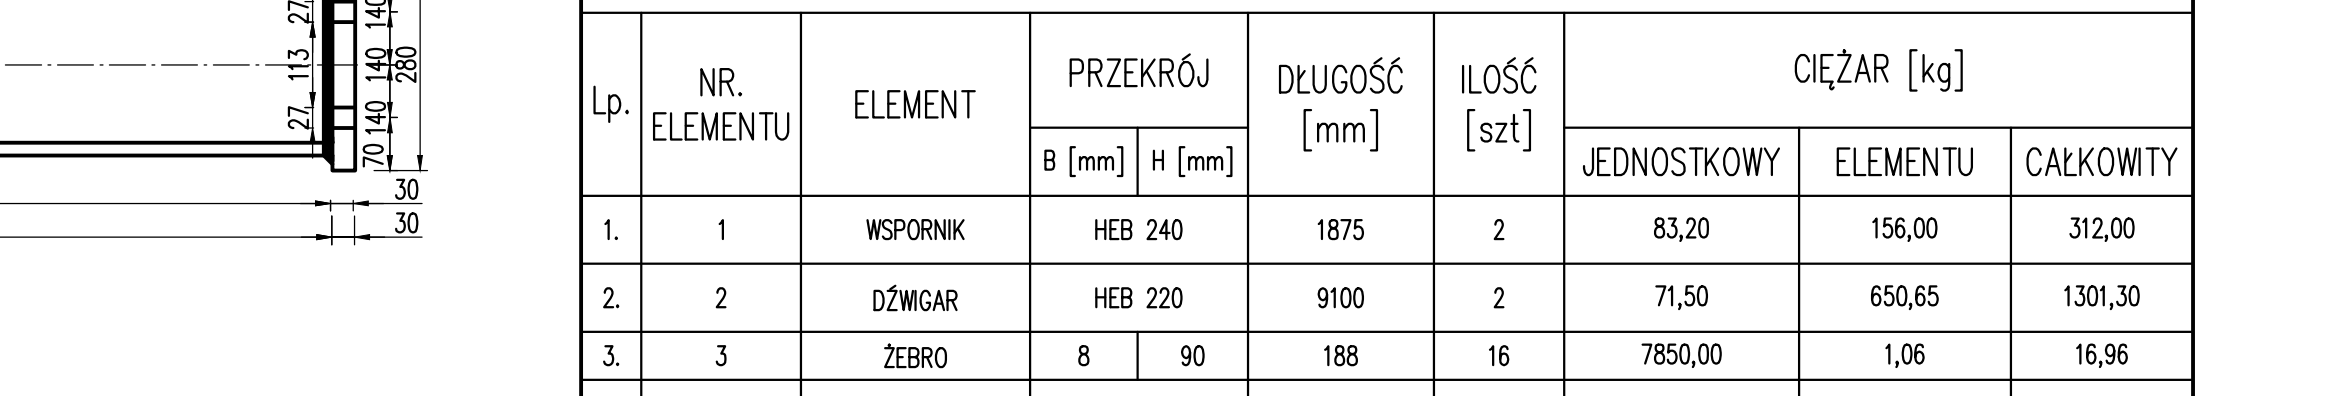 27
113
27
140
140
140
70
280
30
30
Lp.
NR.
ELEMENTU
ELEMENT
PRZEKRÓJ
B [mm] H [mm]
DŁUGOŚĆ
[mm]
ILOŚĆ
[szt]
CIĘŻAR [kg]
JEDNOSTKOWY ELEMENTU CAŁKOWITY
1. 1 WSPORNIK HEB 240 1875 2 83,20 156,00 312,00
2. 2 DŹWIGAR HEB 220 9100 2 71,50 650,65 1301,30
3. 3 ŻEBRO 8 90 188 16 7850,00 1,06 16,96